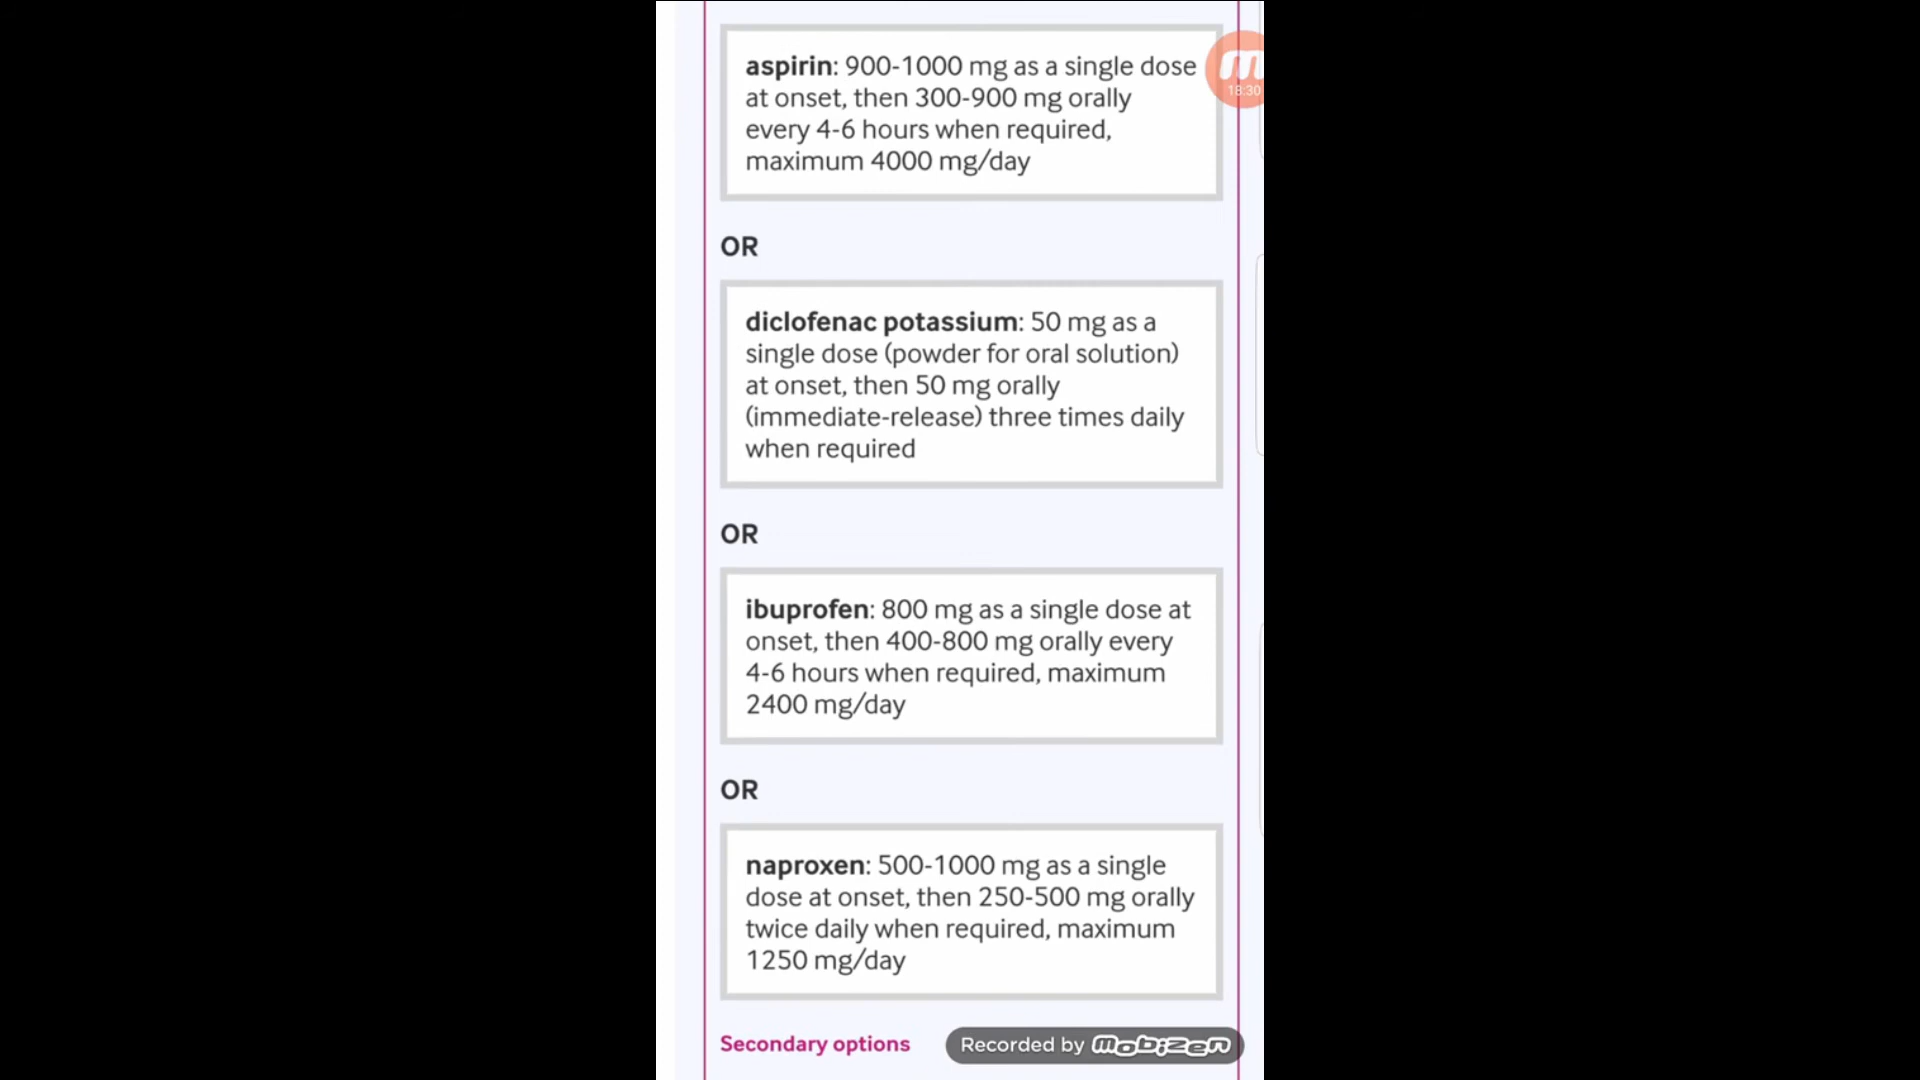 aspirin: 900-1000 mg as a single dose
at onset, then 300-900 mg orally
every 4-6 hours when required,
maximum 4000 mg/day
18:30
OR
diclofenac potassium: 50 mg as a
single dose (powder for oral solution)
at onset, then 50 mg orally
(immediate-release) three times daily
when required
OR
ibuprofen: 800 mg as a single dose at
onset, then 400-800 mg orally every
4-6 hours when required, maximum
2400 mg/day
OR
naproxen: 500-1000 mg as a single
dose at onset, then 250-500 mg orally
twice daily when required, maximum
1250 mg/day
Secondary options
Recorded by mobizen